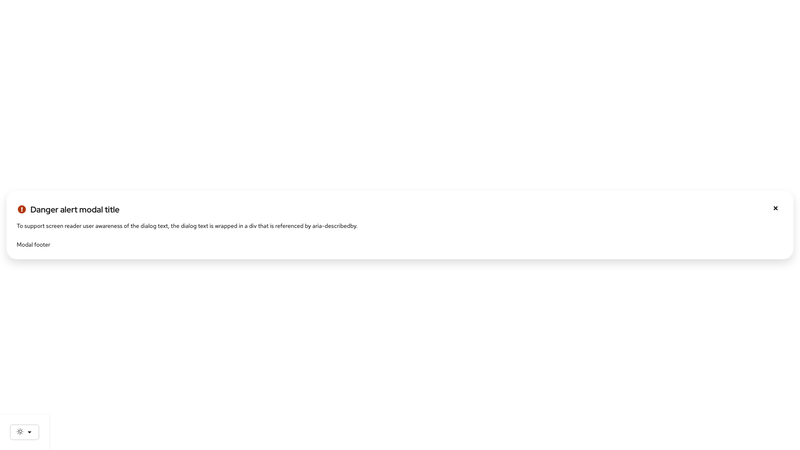 Danger alert modal title
To support screen reader user awareness of the dialog text, the dialog text is wrapped in a div that is referenced by aria-describedby.
Modal footer